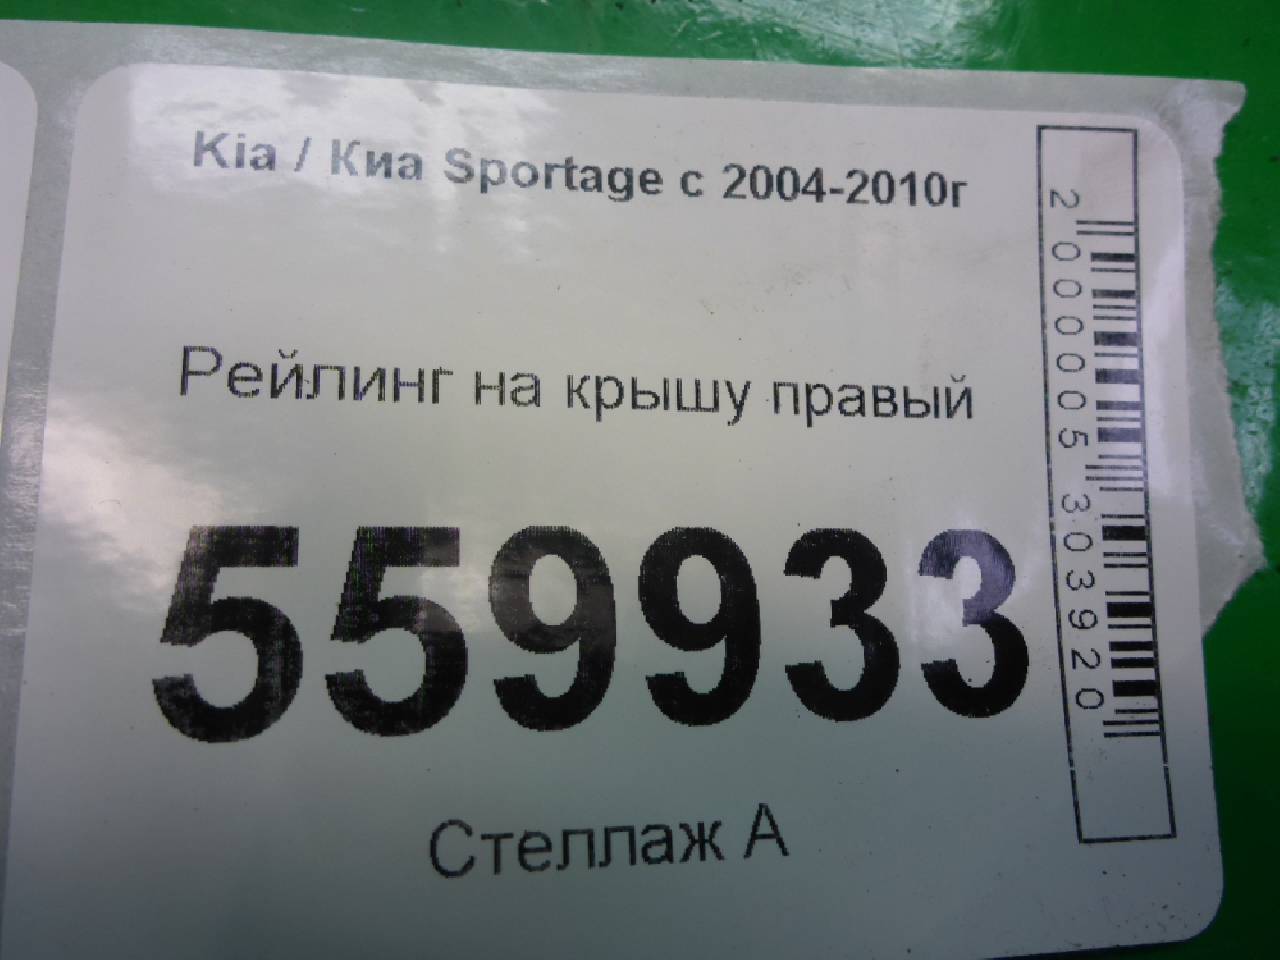 Kia / Киа Sportage с 2004-2010г
Рейлинг на крышу правый
559933
Стеллаж А
2000005303920